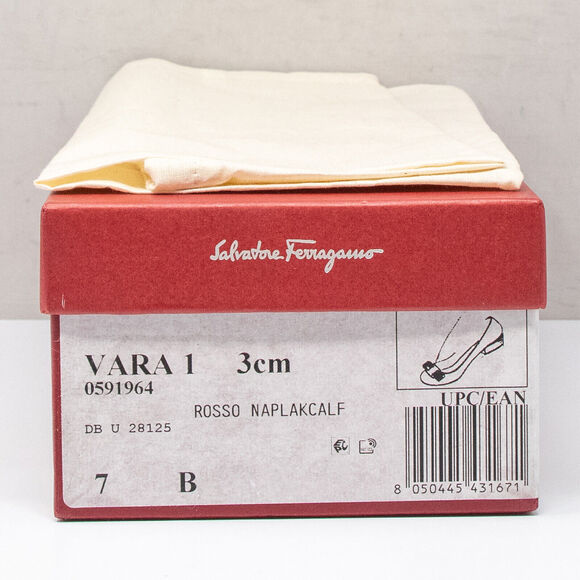 Salvatore Ferragamo
VARA 1 3cm
0591964
UPC/EAN
ROSSO NAPLAKCALF
DB U 28125
7 B
8 050445 431671